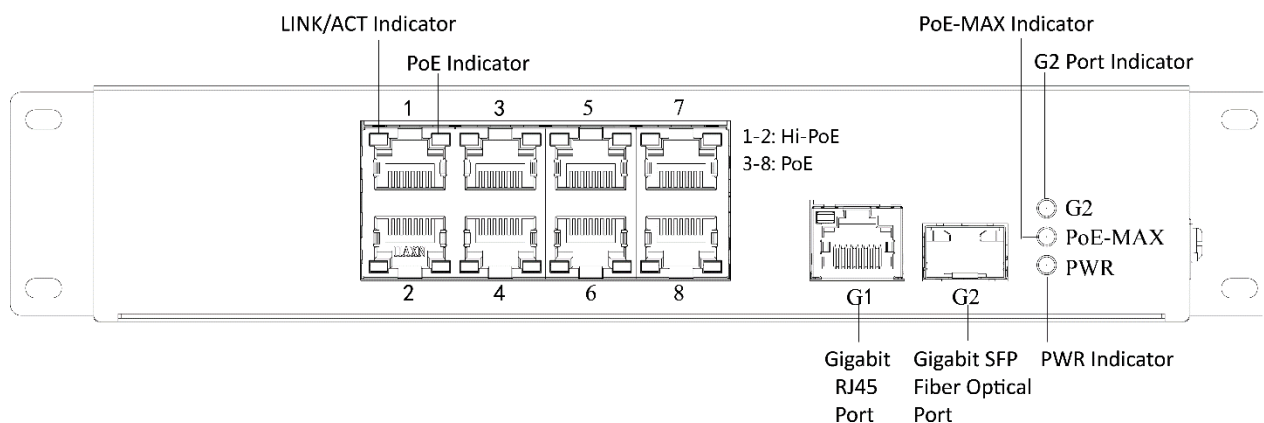 LINK/ACT Indicator
PoE-MAX Indicator
PoE Indicator
G2 Port Indicator
1 3 5 7
1-2: Hi-PoE
3-8: PoE
G2
PoE-MAX
PWR
2 4 6 8
G1 G2
Gigabit
RJ45
Port
Gigabit SFP
Fiber Optical
Port
PWR Indicator